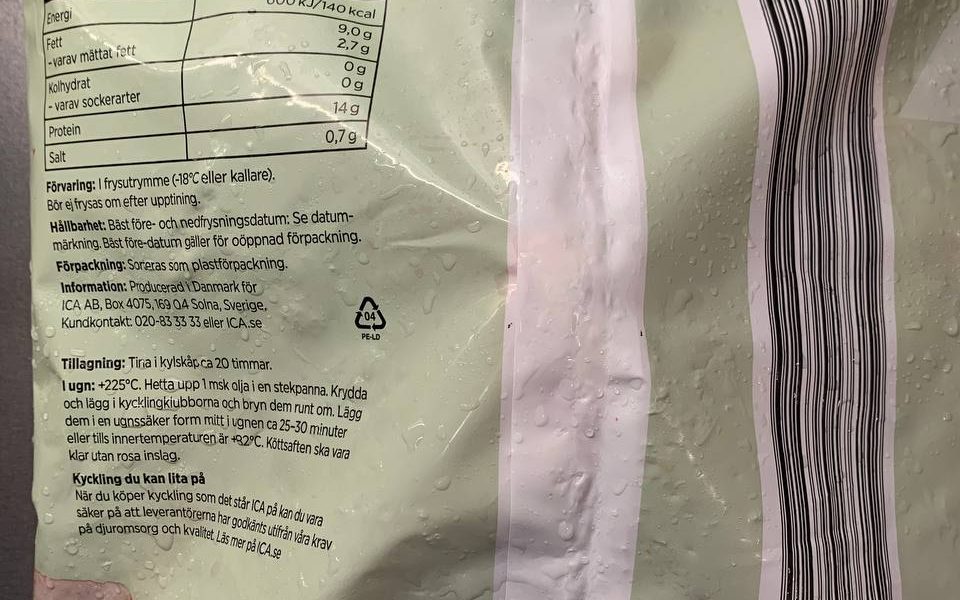 Energi 600 kJ/140 kcal
Fett 9,0 g
- varav mättat fett 2,7 g
Kolhydrat 0 g
- varav sockerarter 0 g
Protein 14 g
Salt 0,7 g
Förvaring: I frysutrymme (-18°C eller kallare).
Bör ej frysas om efter upptining.
Hållbarhet: Bäst före- och nedfrysningsdatum: Se datum-
märkning. Bäst före-datum gäller för oöppnad förpackning.
Förpackning: Sorteras som plastförpackning.
Information: Producerad i Danmark för
ICA AB, Box 4075, 169 04 Solna, Sverige,
Kundkontakt: 020-83 33 33 eller ICA.se
04
PE-LD
Tillagning: Tina i kylskåp ca 20 timmar.
I ugn: +225°C. Hetta upp 1 msk olja i en stekpanna. Krydda
och lägg i kycklingklubborna och bryn dem runt om. Lägg
dem i en ugnssäker form mitt i ugnen ca 25-30 minuter
eller tills innertemperaturen är +82°C. Köttsaften ska vara
klar utan rosa inslag.
Kyckling du kan lita på
När du köper kyckling som det står ICA på kan du vara
säker på att leverantörerna har godkänts utifrån våra krav
på djuromsorg och kvalitet. Läs mer på ICA.se